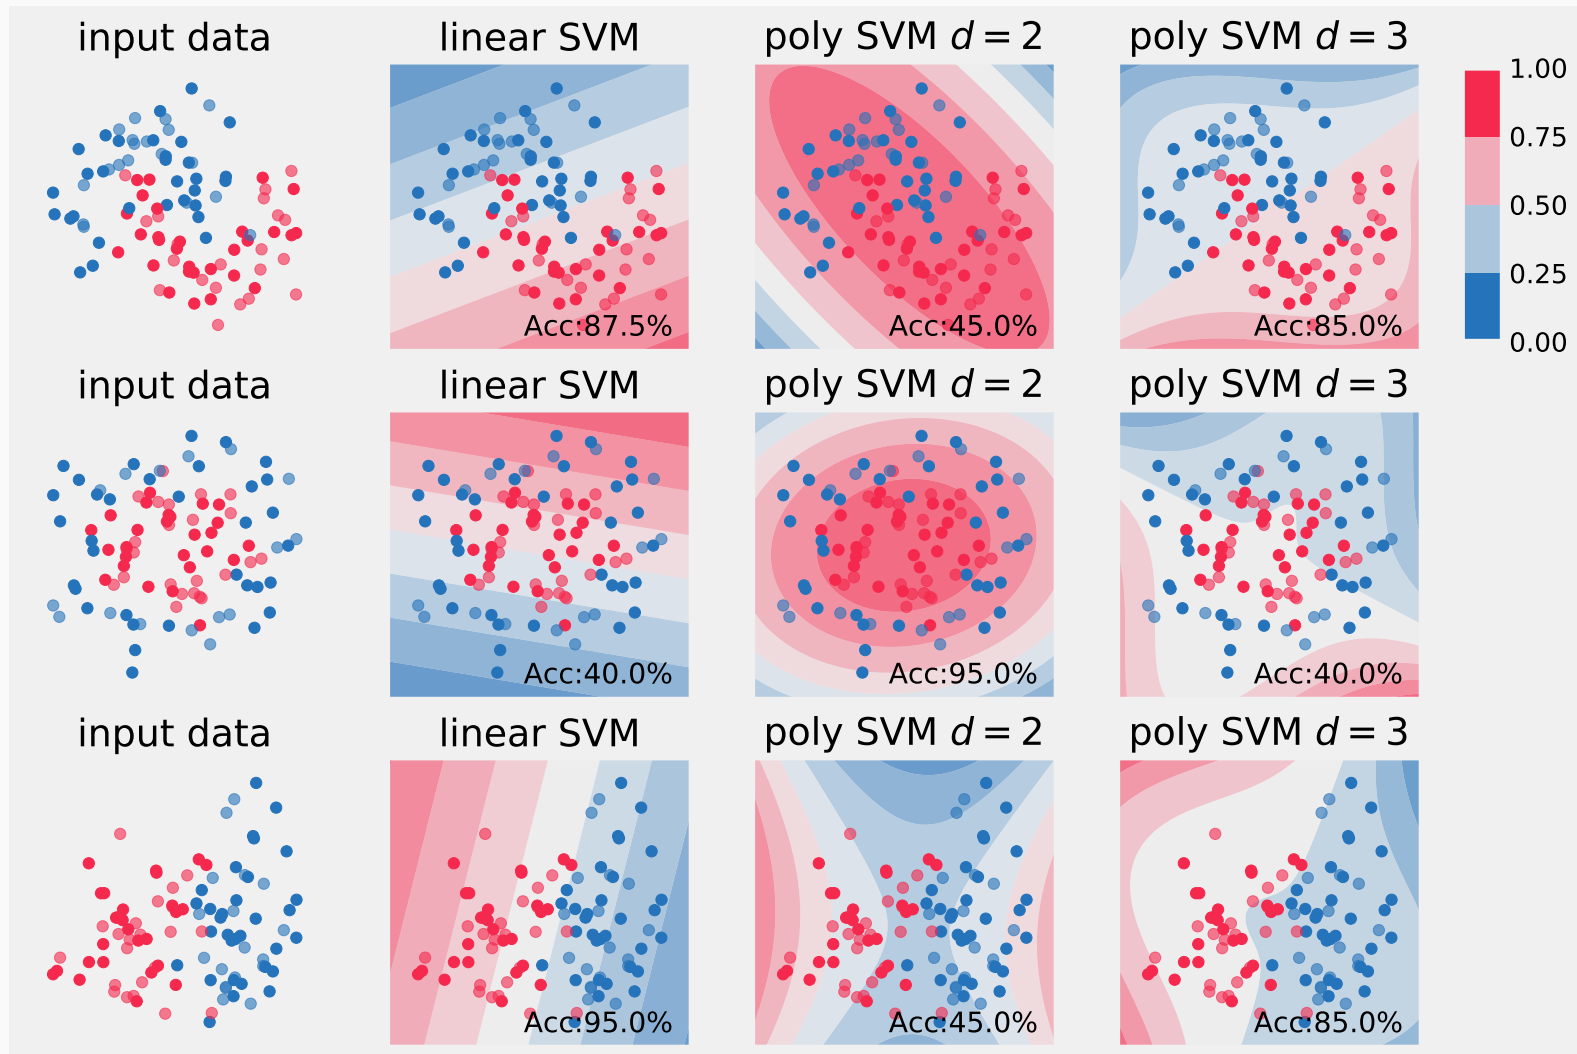 input data
linear SVM
poly SVM d = 2
poly SVM d = 3
Acc:87.5%
Acc:45.0%
Acc:85.0%
1.00
0.75
0.50
0.25
0.00
input data
linear SVM
poly SVM d = 2
poly SVM d = 3
Acc:40.0%
Acc:95.0%
Acc:40.0%
input data
linear SVM
poly SVM d = 2
poly SVM d = 3
Acc:95.0%
Acc:45.0%
Acc:85.0%